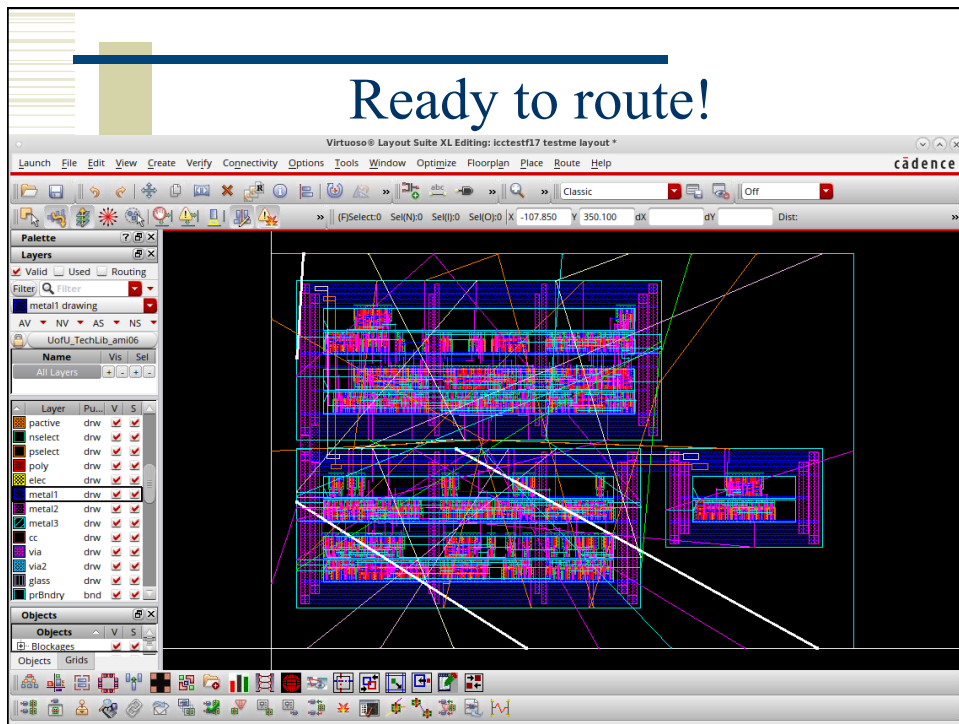 Ready to route!
Virtuoso® Layout Suite XL Editing: icctestf17 testme layout *
Launch File Edit View Create Verify Connectivity Options Tools Window Optimize Floorplan Place Route Help
cādence
» abc » » Classic Off
» (F)Select:0 Sel(N):0 Sel(I):0 Sel(O):0 X -107.850 Y 350.100 dX dY Dist: »
Palette ?
Layers
Valid Used Routing
Filter Filter
metal1 drawing
AV NV AS NS
UofU_TechLib_ami06
Name Vis Sel
All Layers + - + -
Layer Pu... V S
pactive drw
nselect drw
pselect drw
poly drw
elec drw
metal1 drw
metal2 drw
metal3 drw
cc drw
via drw
via2 drw
glass drw
prBndry bnd
Objects
Objects V S
Blockages
Objects Grids